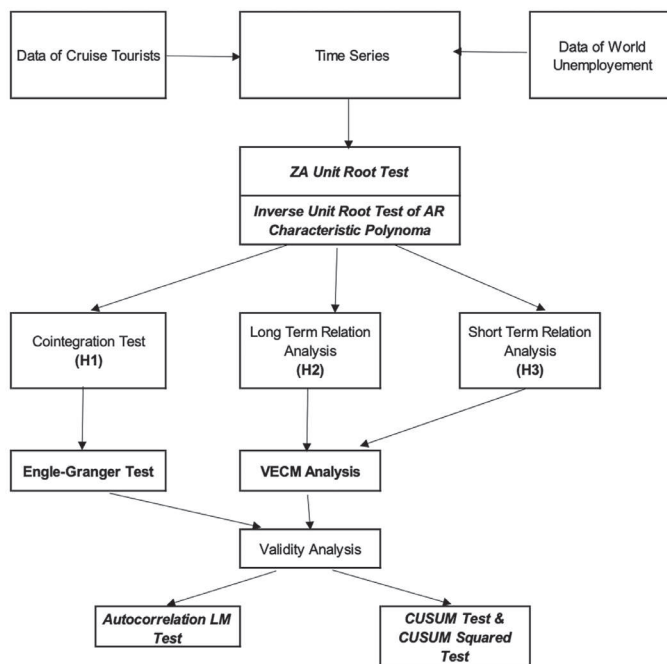 Data of Cruise Tourists
Time Series
Data of World
Unemployement
ZA Unit Root Test
Inverse Unit Root Test of AR
Characteristic Polynoma
Cointegration Test
(H1)
Long Term Relation
Analysis
(H2)
Short Term Relation
Analysis
(H3)
Engle-Granger Test
VECM Analysis
Validity Analysis
Autocorrelation LM
Test
CUSUM Test &
CUSUM Squared
Test